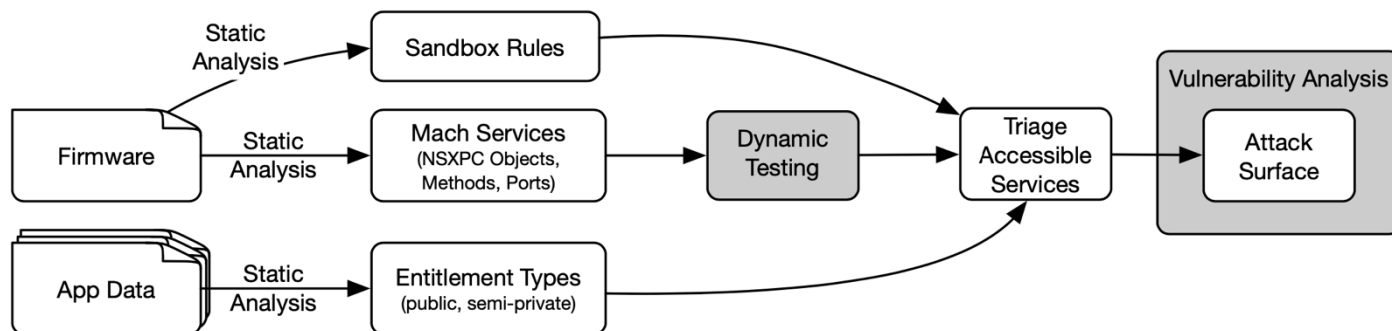 Static
Analysis
Sandbox Rules
Firmware
Static
Analysis
Mach Services
(NSXPC Objects,
Methods, Ports)
Dynamic
Testing
Triage
Accessible
Services
Vulnerability Analysis
Attack
Surface
App Data
Static
Analysis
Entitlement Types
(public, semi-private)